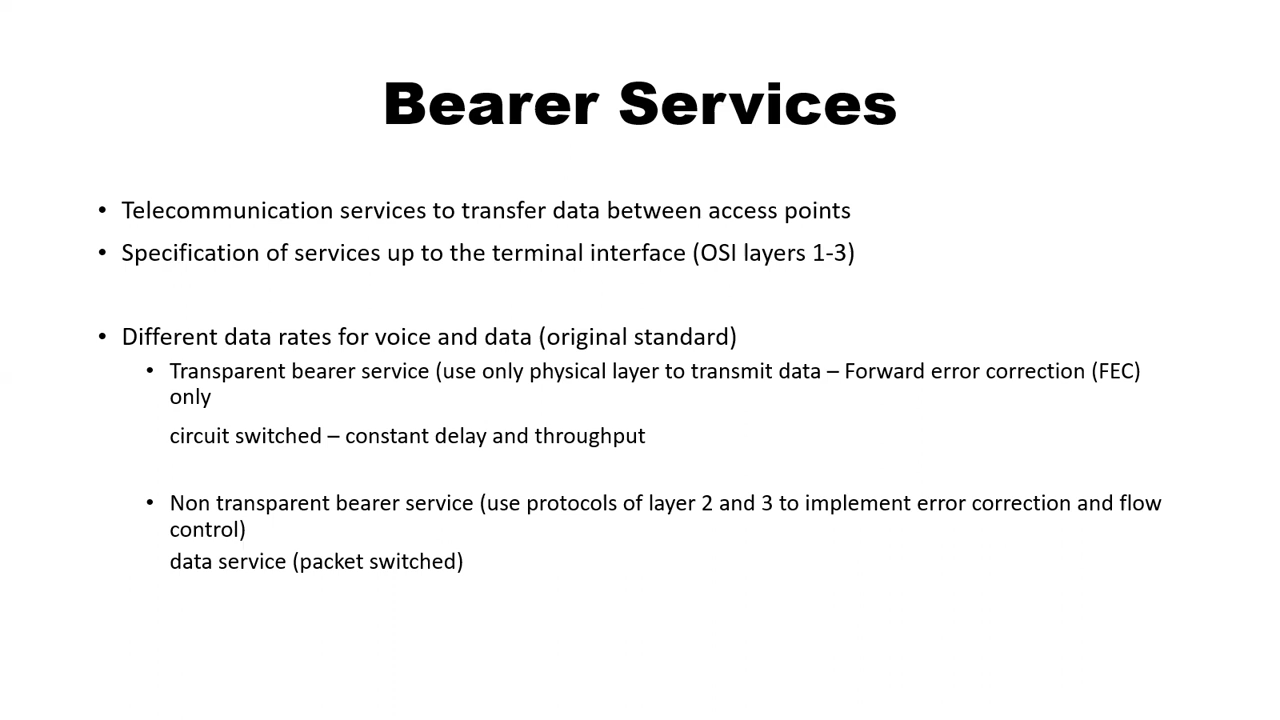 Bearer Services
• Telecommunication services to transfer data between access points
• Specification of services up to the terminal interface (OSI layers 1-3)
• Different data rates for voice and data (original standard)
• Transparent bearer service (use only physical layer to transmit data – Forward error correction (FEC)
only
circuit switched – constant delay and throughput
• Non transparent bearer service (use protocols of layer 2 and 3 to implement error correction and flow
control)
data service (packet switched)